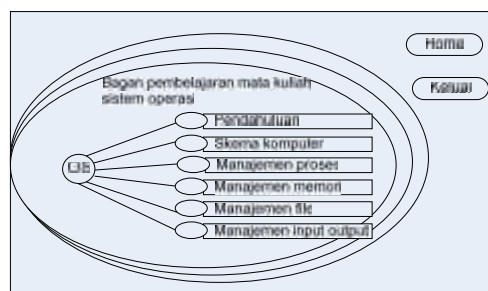 Home
Keluar
Bagan pembelajaran mata kuliah
sistem operasi
Pendahuluan
Skema komputer
Manajemen proses
Manajemen memori
Manajemen file
Manajemen input output